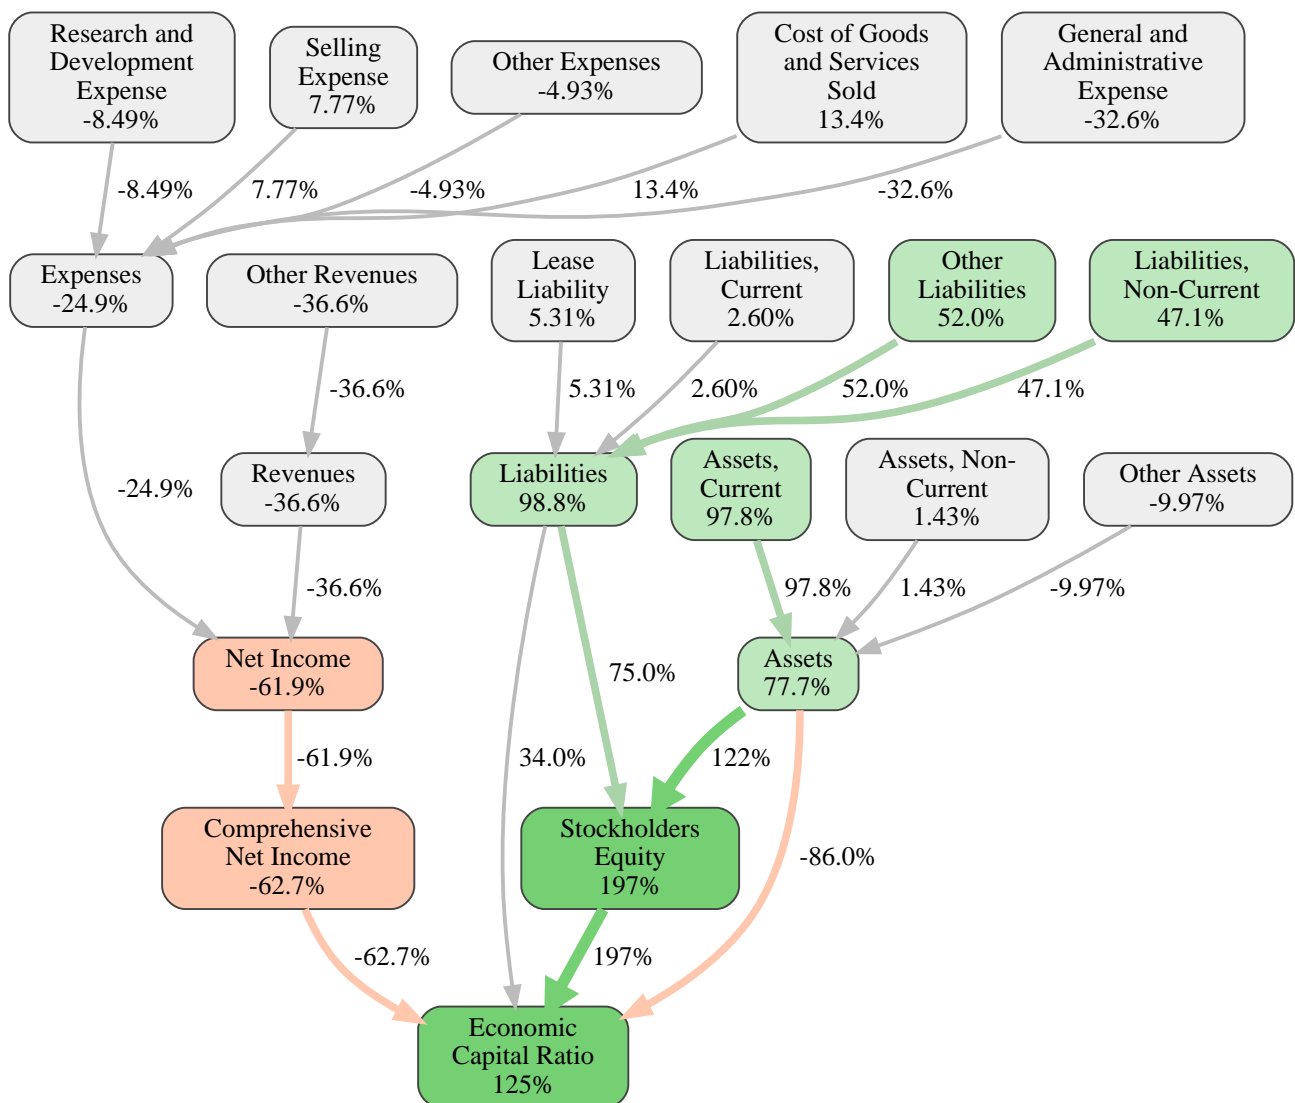 Research and
Development
Expense
-8.49%
Selling
Expense
7.77%
Other Expenses
-4.93%
Cost of Goods
and Services
Sold
13.4%
General and
Administrative
Expense
-32.6%
-8.49%
7.77%
-4.93%
13.4%
-32.6%
Expenses
-24.9%
Other Revenues
-36.6%
Lease
Liability
5.31%
Liabilities,
Current
2.60%
Other
Liabilities
52.0%
Liabilities,
Non-Current
47.1%
-36.6%
5.31%
2.60%
52.0%
47.1%
-24.9%
Revenues
-36.6%
Liabilities
98.8%
Assets,
Current
97.8%
Assets, Non-
Current
1.43%
Other Assets
-9.97%
-36.6%
97.8%
1.43%
-9.97%
Net Income
-61.9%
75.0%
Assets
77.7%
-61.9%
34.0%
122%
Comprehensive
Net Income
-62.7%
Stockholders
Equity
197%
-86.0%
-62.7%
197%
Economic
Capital Ratio
125%